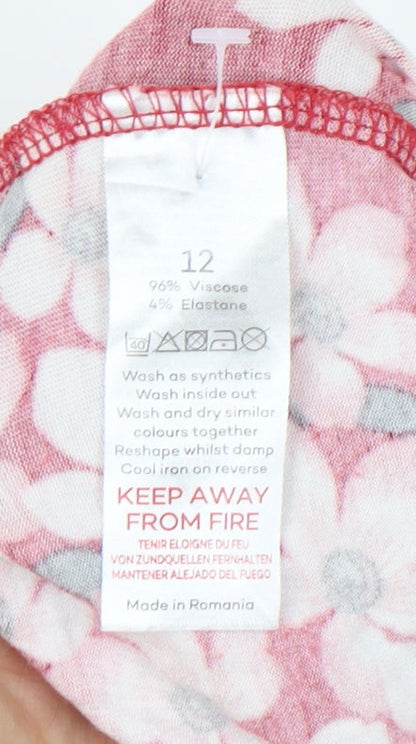 12
96% Viscose
4% Elastane
40
Wash as synthetics
Wash inside out
Wash and dry similar
colours together
Reshape whilst damp
Cool iron on reverse
KEEP AWAY
FROM FIRE
TENIR ELOIGNE DU FEU
VON ZUNDQUELLEN FERNHALTEN
MANTENER ALEJADO DEL FUEGO
Made in Romania